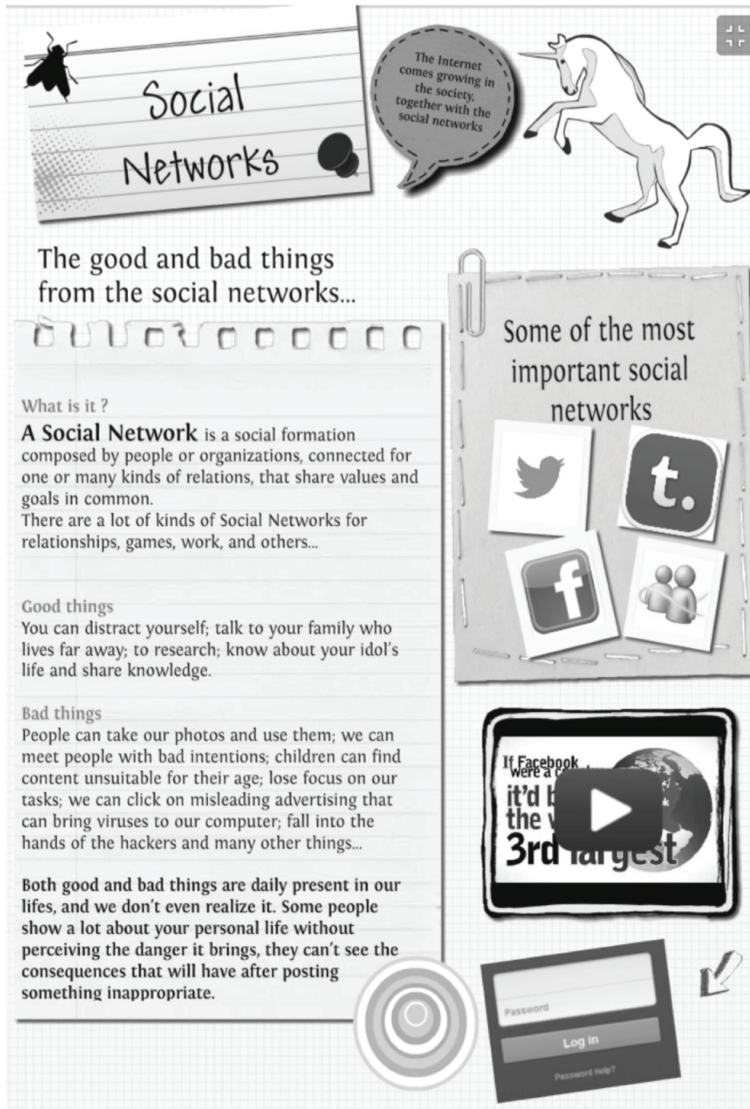 Social
Networks
The Internet
comes growing in
the society,
together with the
social networks
The good and bad things
from the social networks...
What is it ?
A Social Network is a social formation
composed by people or organizations, connected for
one or many kinds of relations, that share values and
goals in common.
There are a lot of kinds of Social Networks for
relationships, games, work, and others...
Good things
You can distract yourself; talk to your family who
lives far away; to research; know about your idol's
life and share knowledge.
Bad things
People can take our photos and use them; we can
meet people with bad intentions; children can find
content unsuitable for their age; lose focus on our
tasks; we can click on misleading advertising that
can bring viruses to our computer; fall into the
hands of the hackers and many other things...
Both good and bad things are daily present in our
lifes, and we don't even realize it. Some people
show a lot about your personal life without
perceiving the danger it brings, they can't see the
consequences that will have after posting
something inappropriate.
Some of the most
important social
networks
t.
f
If Facebook
were a
it'd
the
3rd largest
Password
Log in
Password Help?